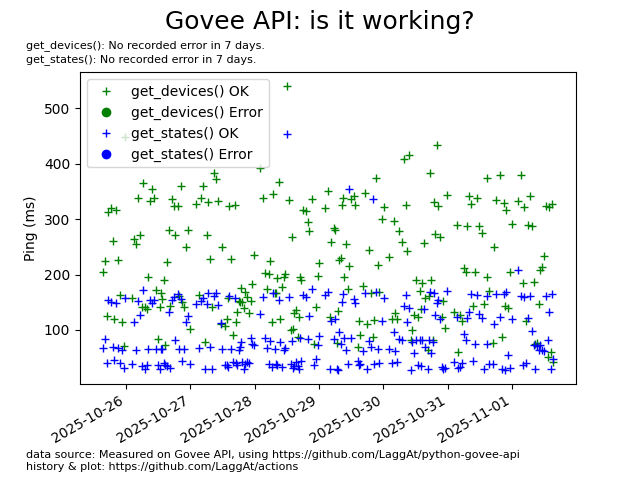 Govee API: is it working?
get_devices(): No recorded error in 7 days.
get_states(): No recorded error in 7 days.
get_devices() OK
get_devices() Error
get_states() OK
get_states() Error
Ping (ms)
500
400
300
200
100
2025-10-26
2025-10-27
2025-10-28
2025-10-29
2025-10-30
2025-10-31
2025-11-01
data source: Measured on Govee API, using https://github.com/LaggAt/python-govee-api
history & plot: https://github.com/LaggAt/actions